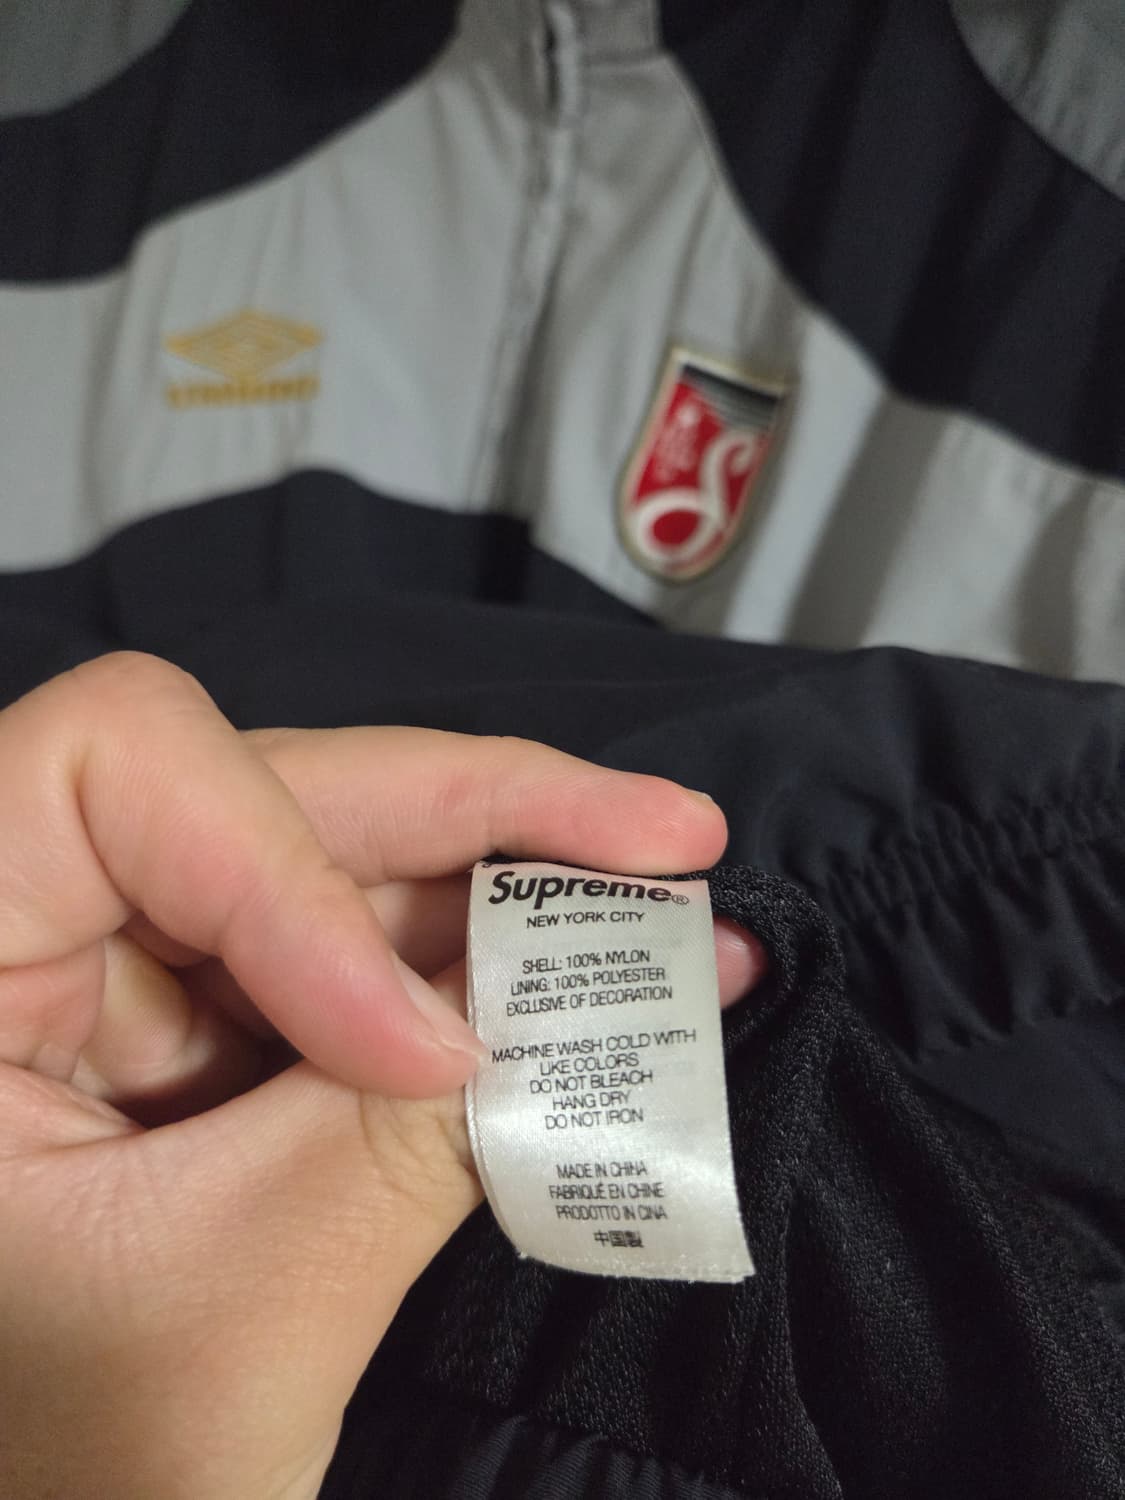 UMBRO
S
Supreme®
NEW YORK CITY
SHELL: 100% NYLON
LINING: 100% POLYESTER
EXCLUSIVE OF DECORATION
MACHINE WASH COLD WITH
LIKE COLORS
DO NOT BLEACH
HANG DRY
DO NOT IRON
MADE IN CHINA
FABRIQUÉ EN CHINE
PRODOTTO IN CINA
中国製